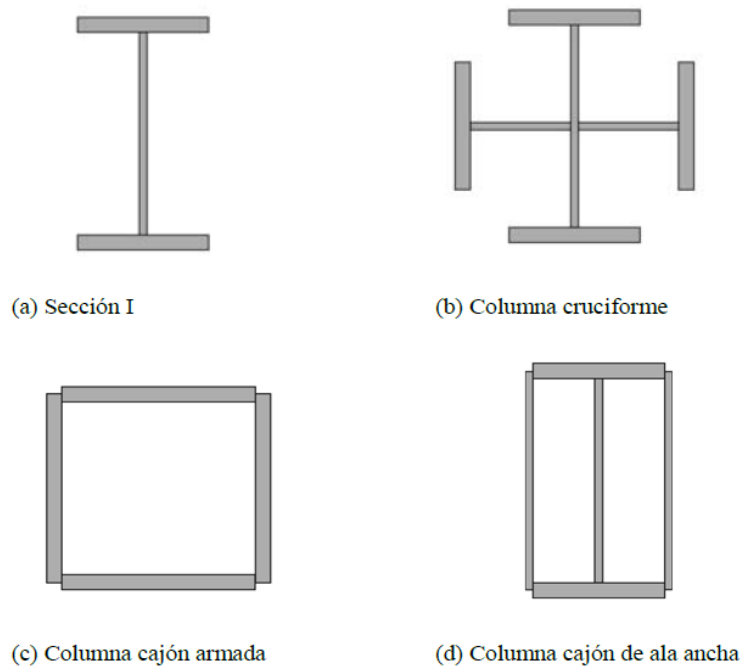 (a) Sección I
(b) Columna cruciforme
(c) Columna cajón armada
(d) Columna cajón de ala ancha